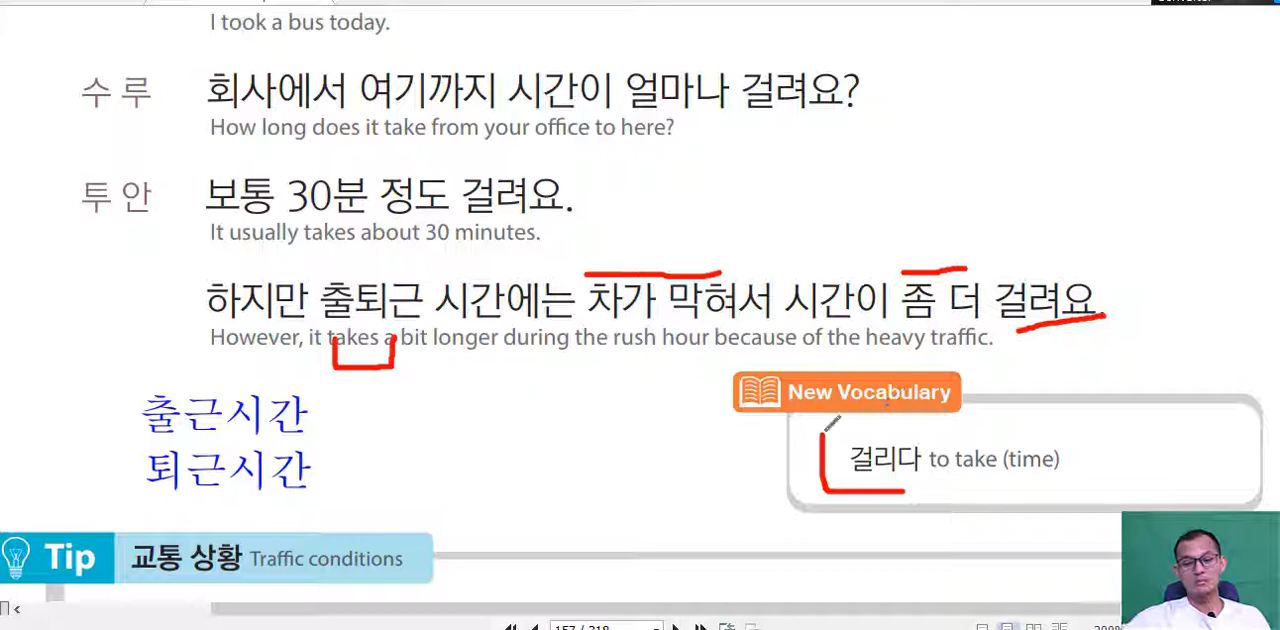 I took a bus today.
수 루 회사에서 여기까지 시간이 얼마나 걸려요?
How long does it take from your office to here?
투 안 보통 30분 정도 걸려요.
It usually takes about 30 minutes.
하지만 출퇴근 시간에는 차가 막혀서 시간이 좀 더 걸려요.
However, it takes a bit longer during the rush hour because of the heavy traffic.
New Vocabulary
출근시간
걸리다 to take (time)
퇴근시간
Tip 교통 상황 Traffic conditions
157 / 218